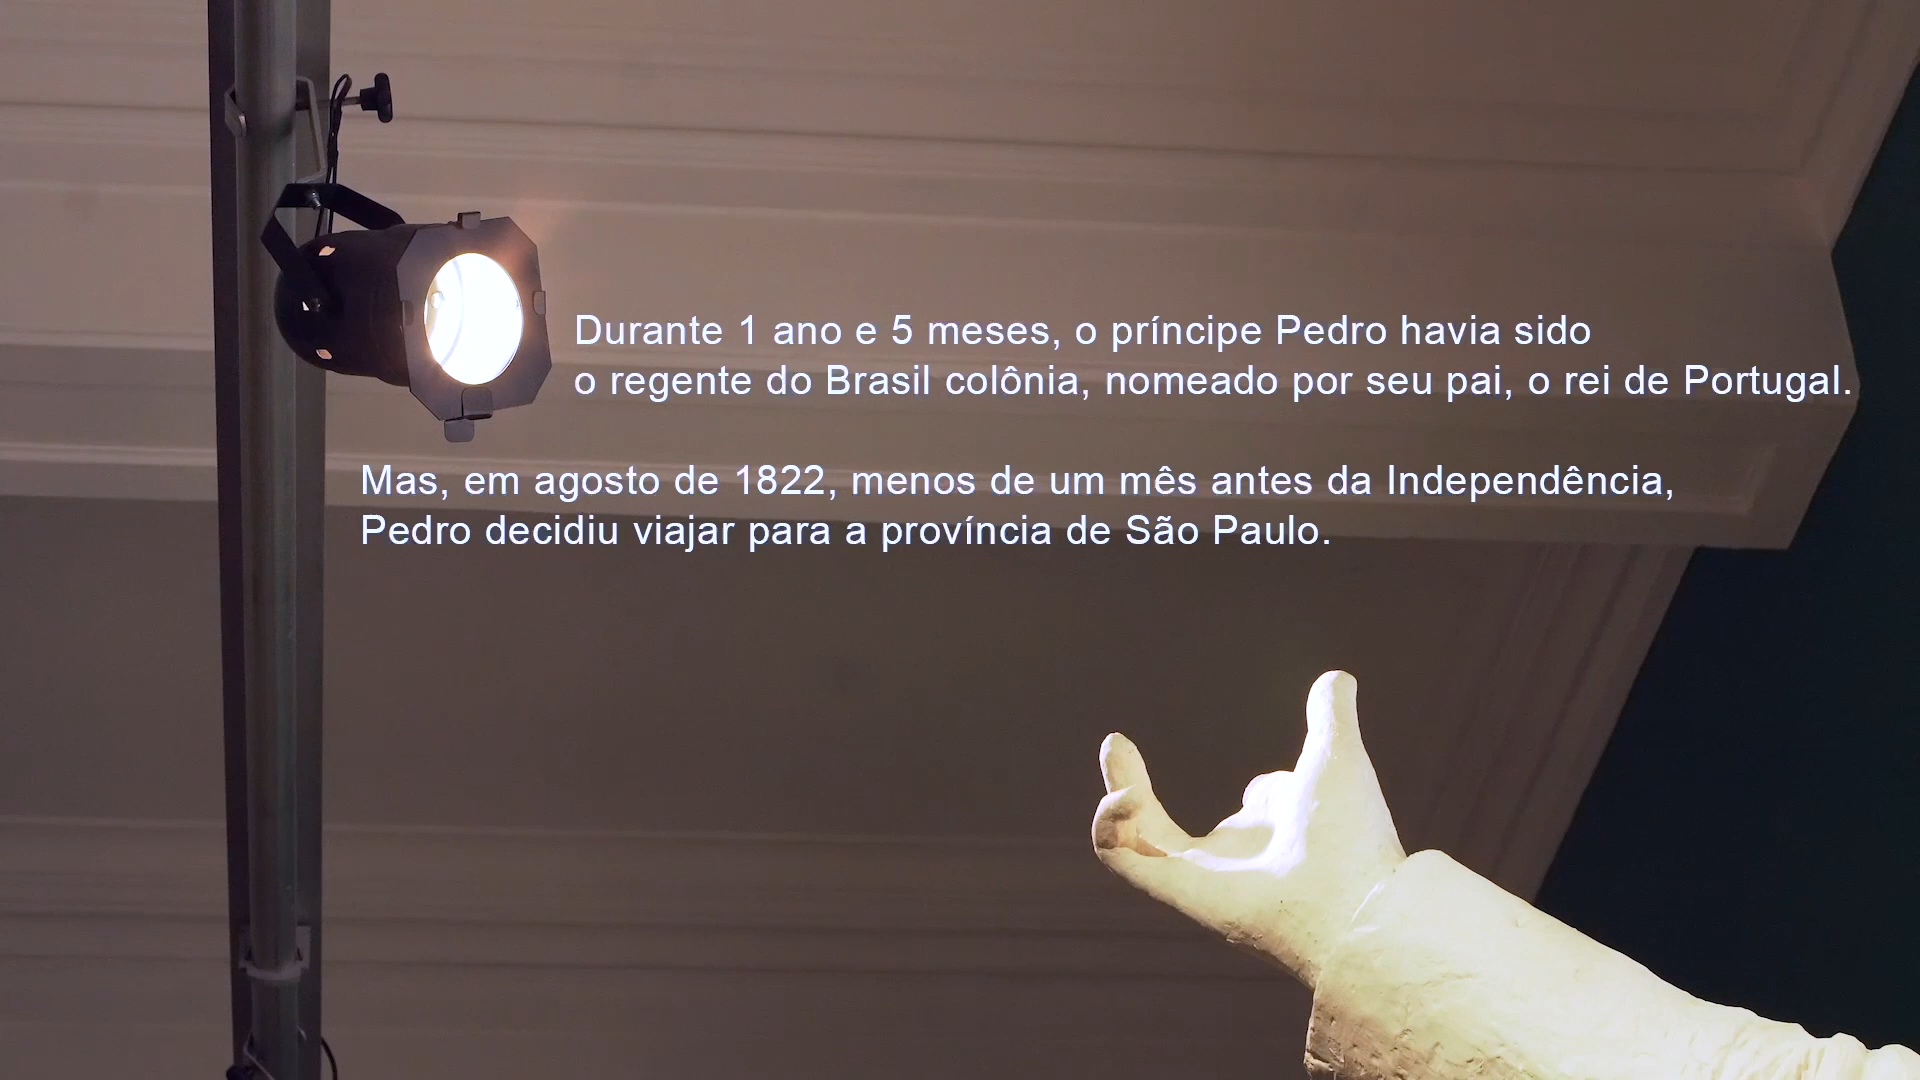 Durante 1 ano e 5 meses, o príncipe Pedro havia sido
o regente do Brasil colônia, nomeado por seu pai, o rei de Portugal.
Mas, em agosto de 1822, menos de um mês antes da Independência,
Pedro decidiu viajar para a província de São Paulo.